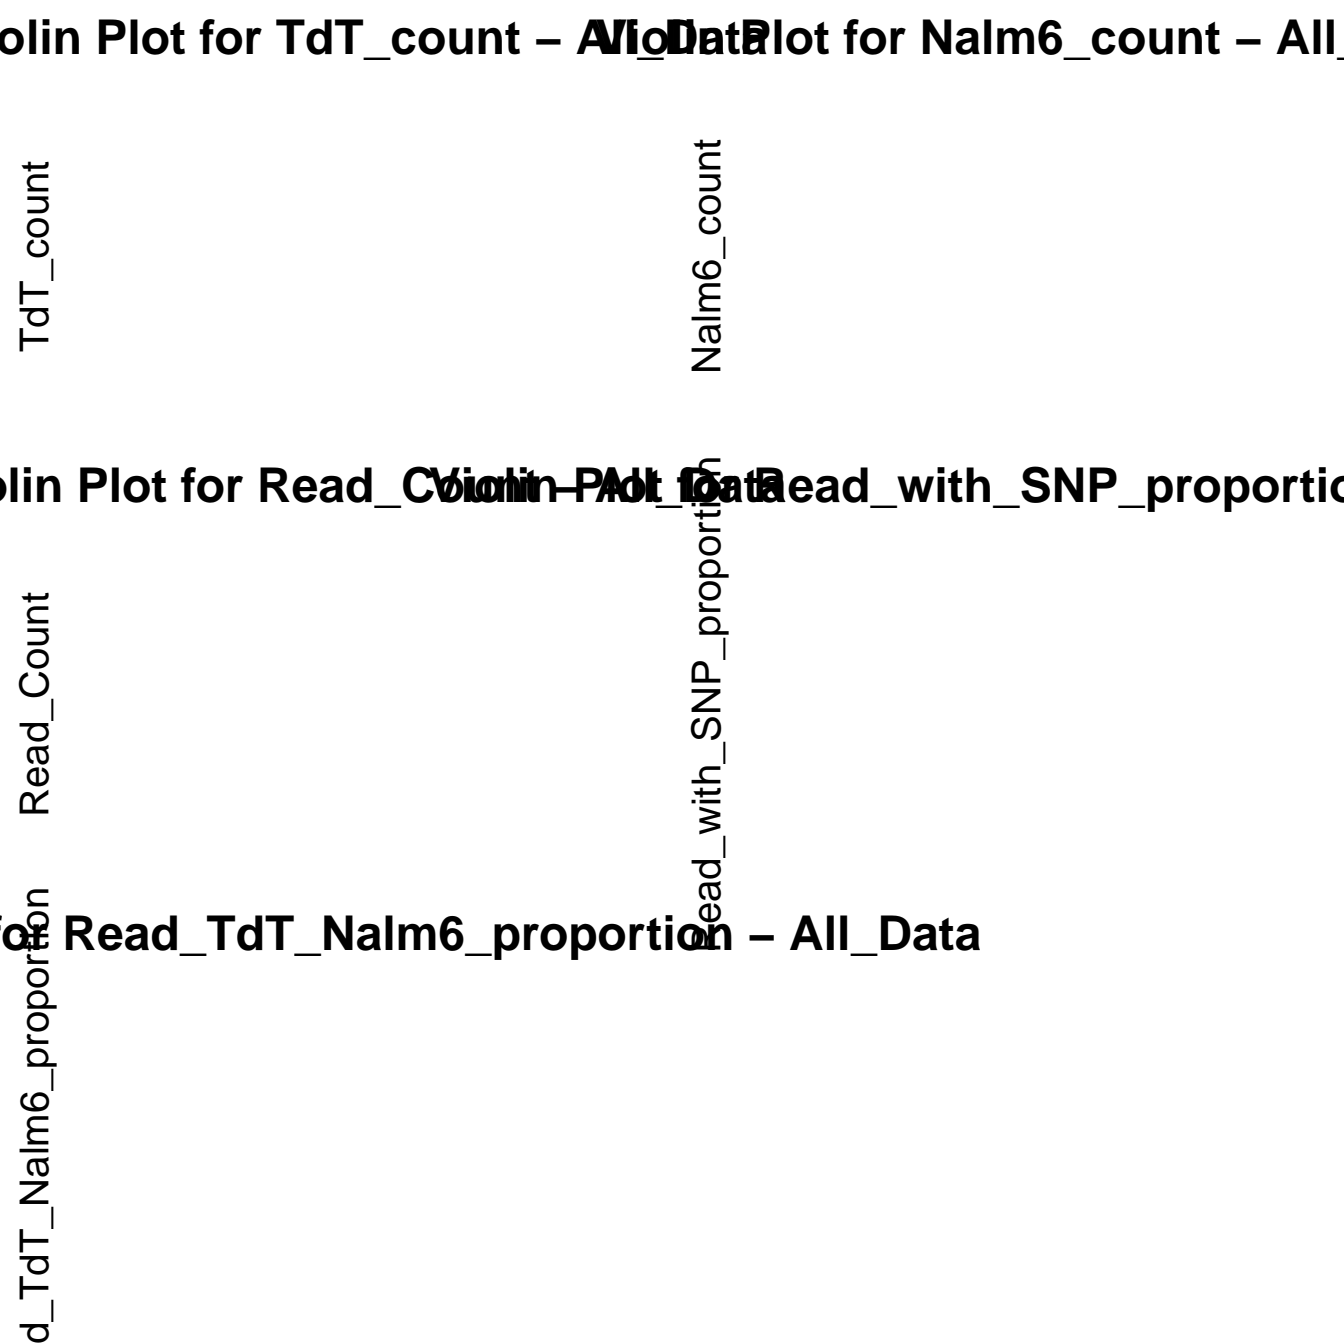 olin Plot for TdT_count – All_Data
Violin Plot for Nalm6_count – All_
TdT_count
Nalm6_count
olin Plot for Read_Count – All_Data
Violin Plot for Read_with_SNP_proportio
Read_Count
Read_with_SNP_proportion
for Read_TdT_Nalm6_proportion – All_Data
d_TdT_Nalm6_proportion